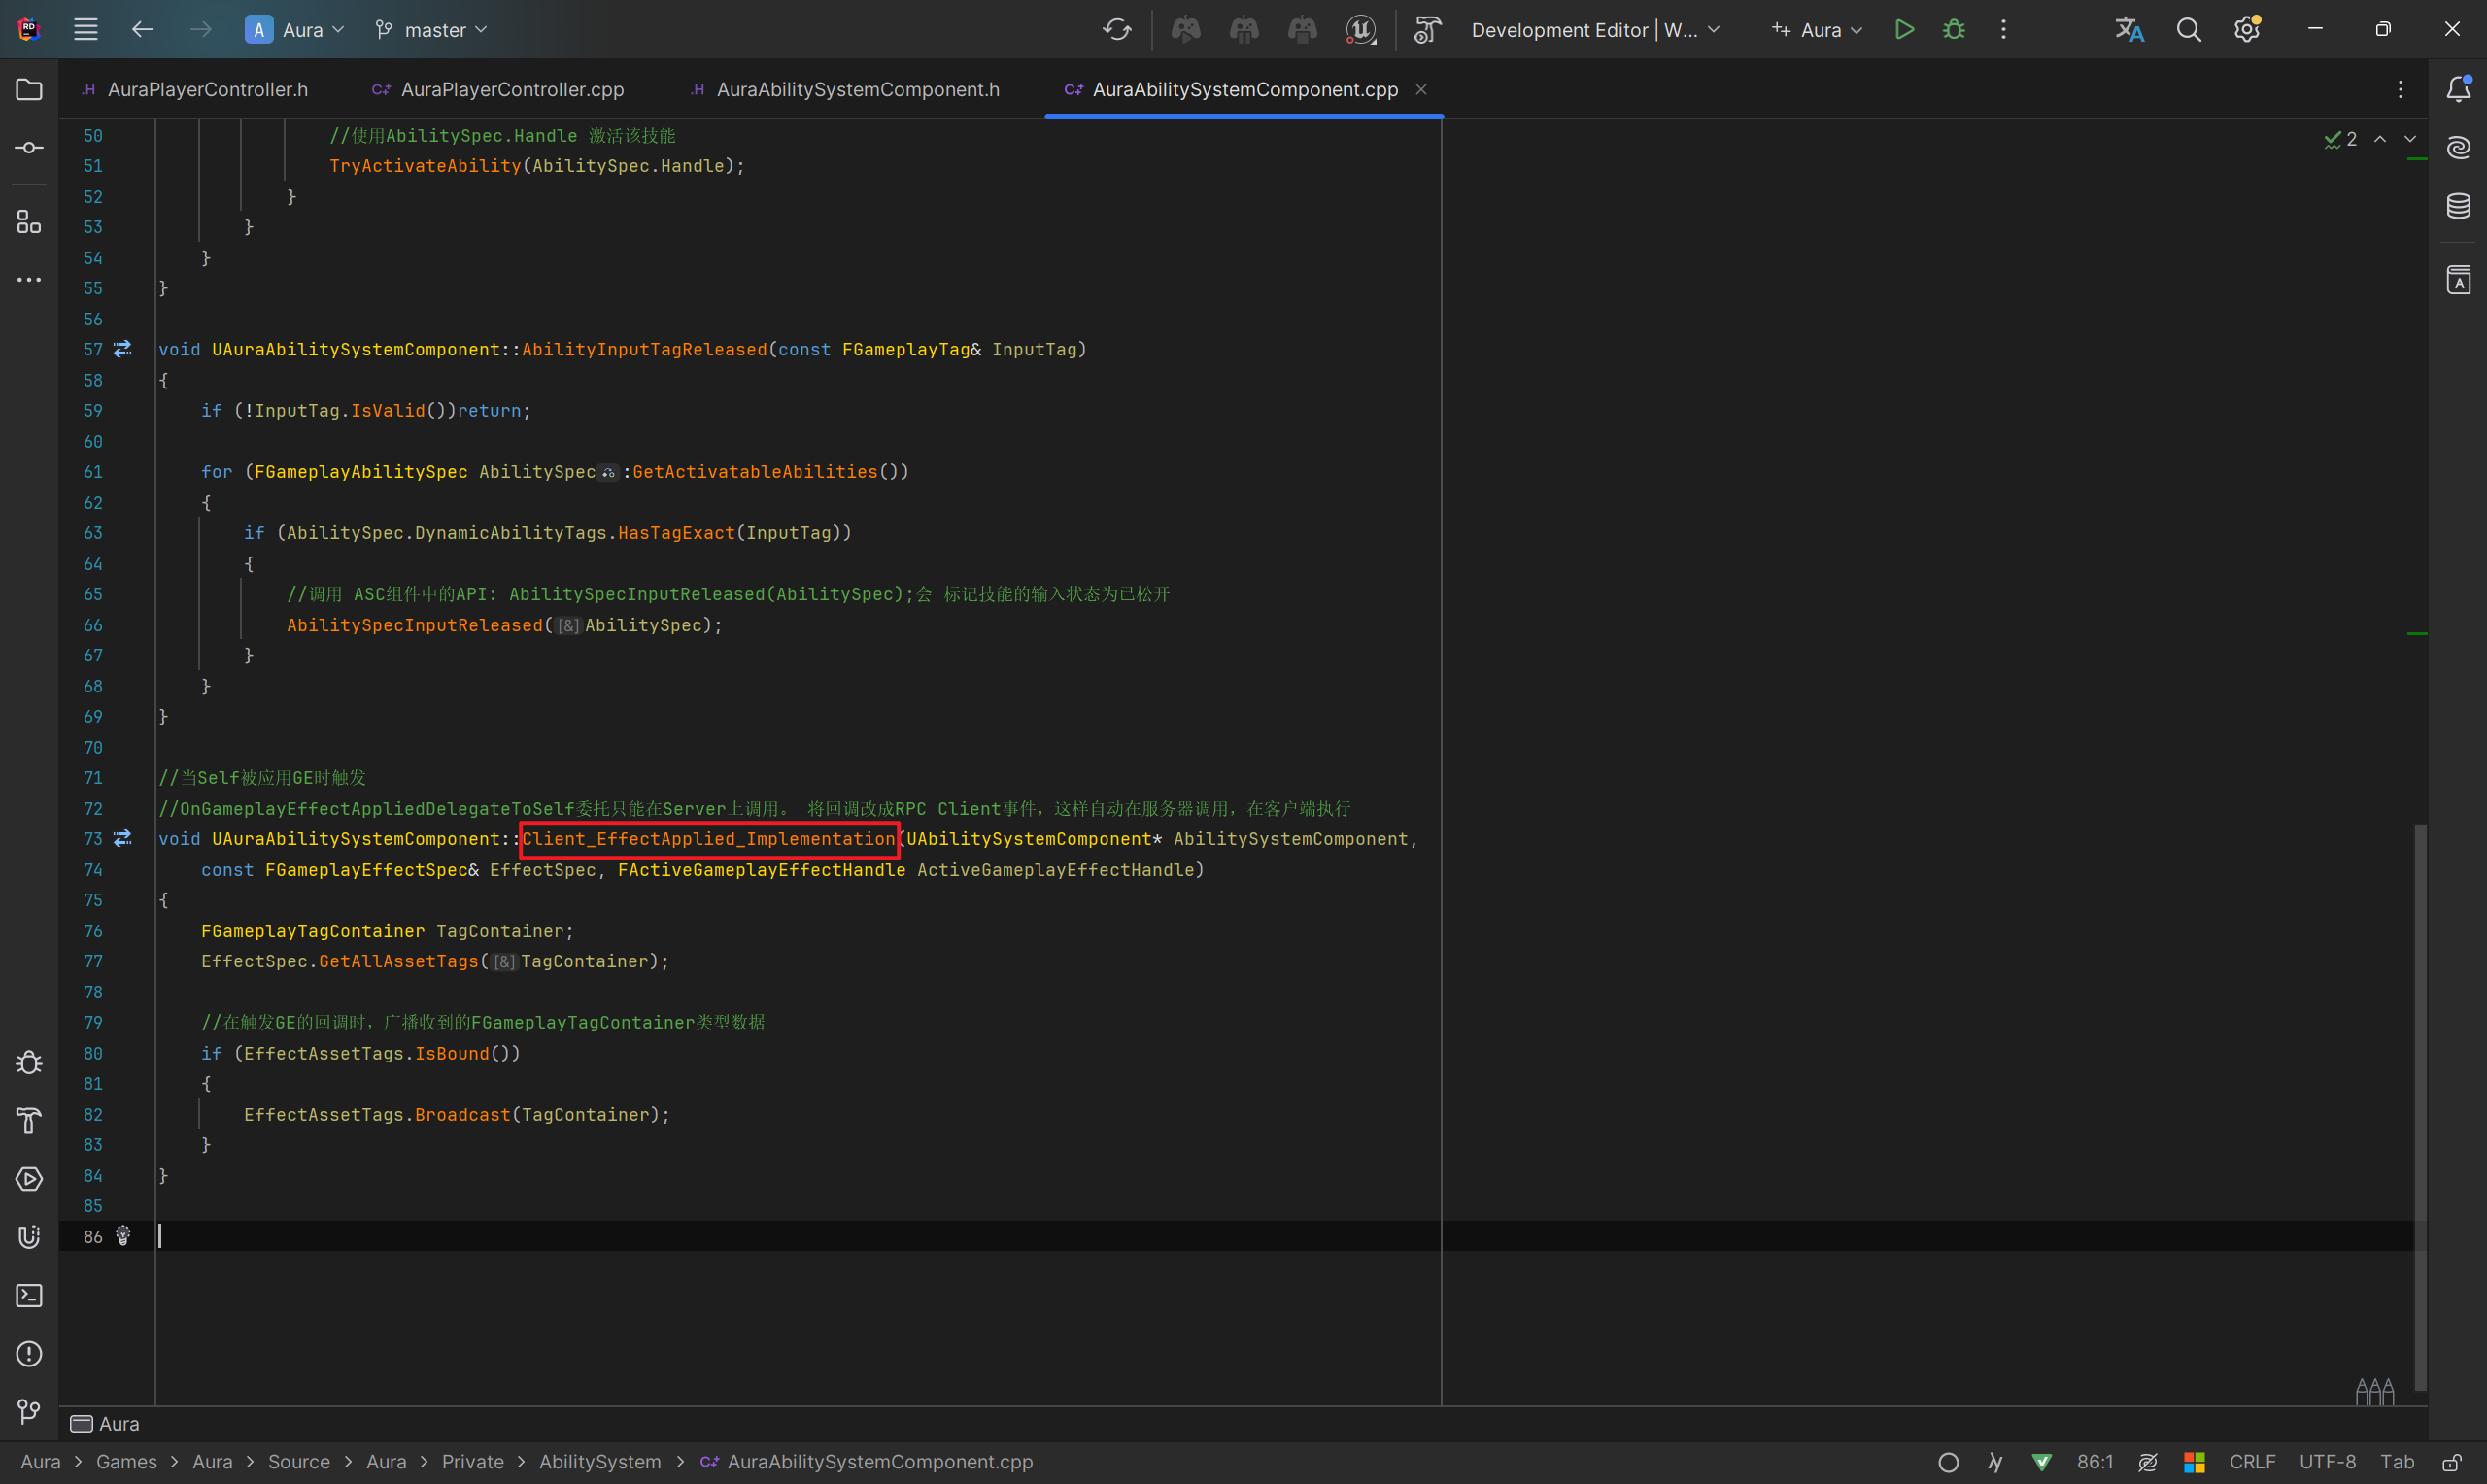 A Aura master Development Editor | W... Aura
AuraPlayerController.h AuraPlayerController.cpp AuraAbilitySystemComponent.h AuraAbilitySystemComponent.cpp
2
50 //使用AbilitySpec.Handle 激活该技能
51 TryActivateAbility(AbilitySpec.Handle);
52 }
53 }
54 }
55 }
56
57 void UAuraAbilitySystemComponent::AbilityInputTagReleased(const FGameplayTag& InputTag)
58 {
59 if (!InputTag.IsValid())return;
60
61 for (FGameplayAbilitySpec AbilitySpec :GetActivatableAbilities())
62 {
63 if (AbilitySpec.DynamicAbilityTags.HasTagExact(InputTag))
64 {
65 //调用 ASC组件中的API: AbilitySpecInputReleased(AbilitySpec);会 标记技能的输入状态为已松开
66 AbilitySpecInputReleased([&]AbilitySpec);
67 }
68 }
69 }
70
71 //当Self被应用GE时触发
72 //OnGameplayEffectAppliedDelegateToSelf委托只能在Server上调用。 将回调改成RPC Client事件，这样自动在服务器调用，在客户端执行
73 void UAuraAbilitySystemComponent::Client_EffectApplied_Implementation(UAbilitySystemComponent* AbilitySystemComponent,
74 const FGameplayEffectSpec& EffectSpec, FActiveGameplayEffectHandle ActiveGameplayEffectHandle)
75 {
76 FGameplayTagContainer TagContainer;
77 EffectSpec.GetAllAssetTags([&]TagContainer);
78
79 //在触发GE的回调时，广播收到的FGameplayTagContainer类型数据
80 if (EffectAssetTags.IsBound())
81 {
82 EffectAssetTags.Broadcast(TagContainer);
83 }
84 }
85
86
Aura
Aura > Games > Aura > Source > Aura > Private > AbilitySystem > AuraAbilitySystemComponent.cpp 86:1 CRLF UTF-8 Tab